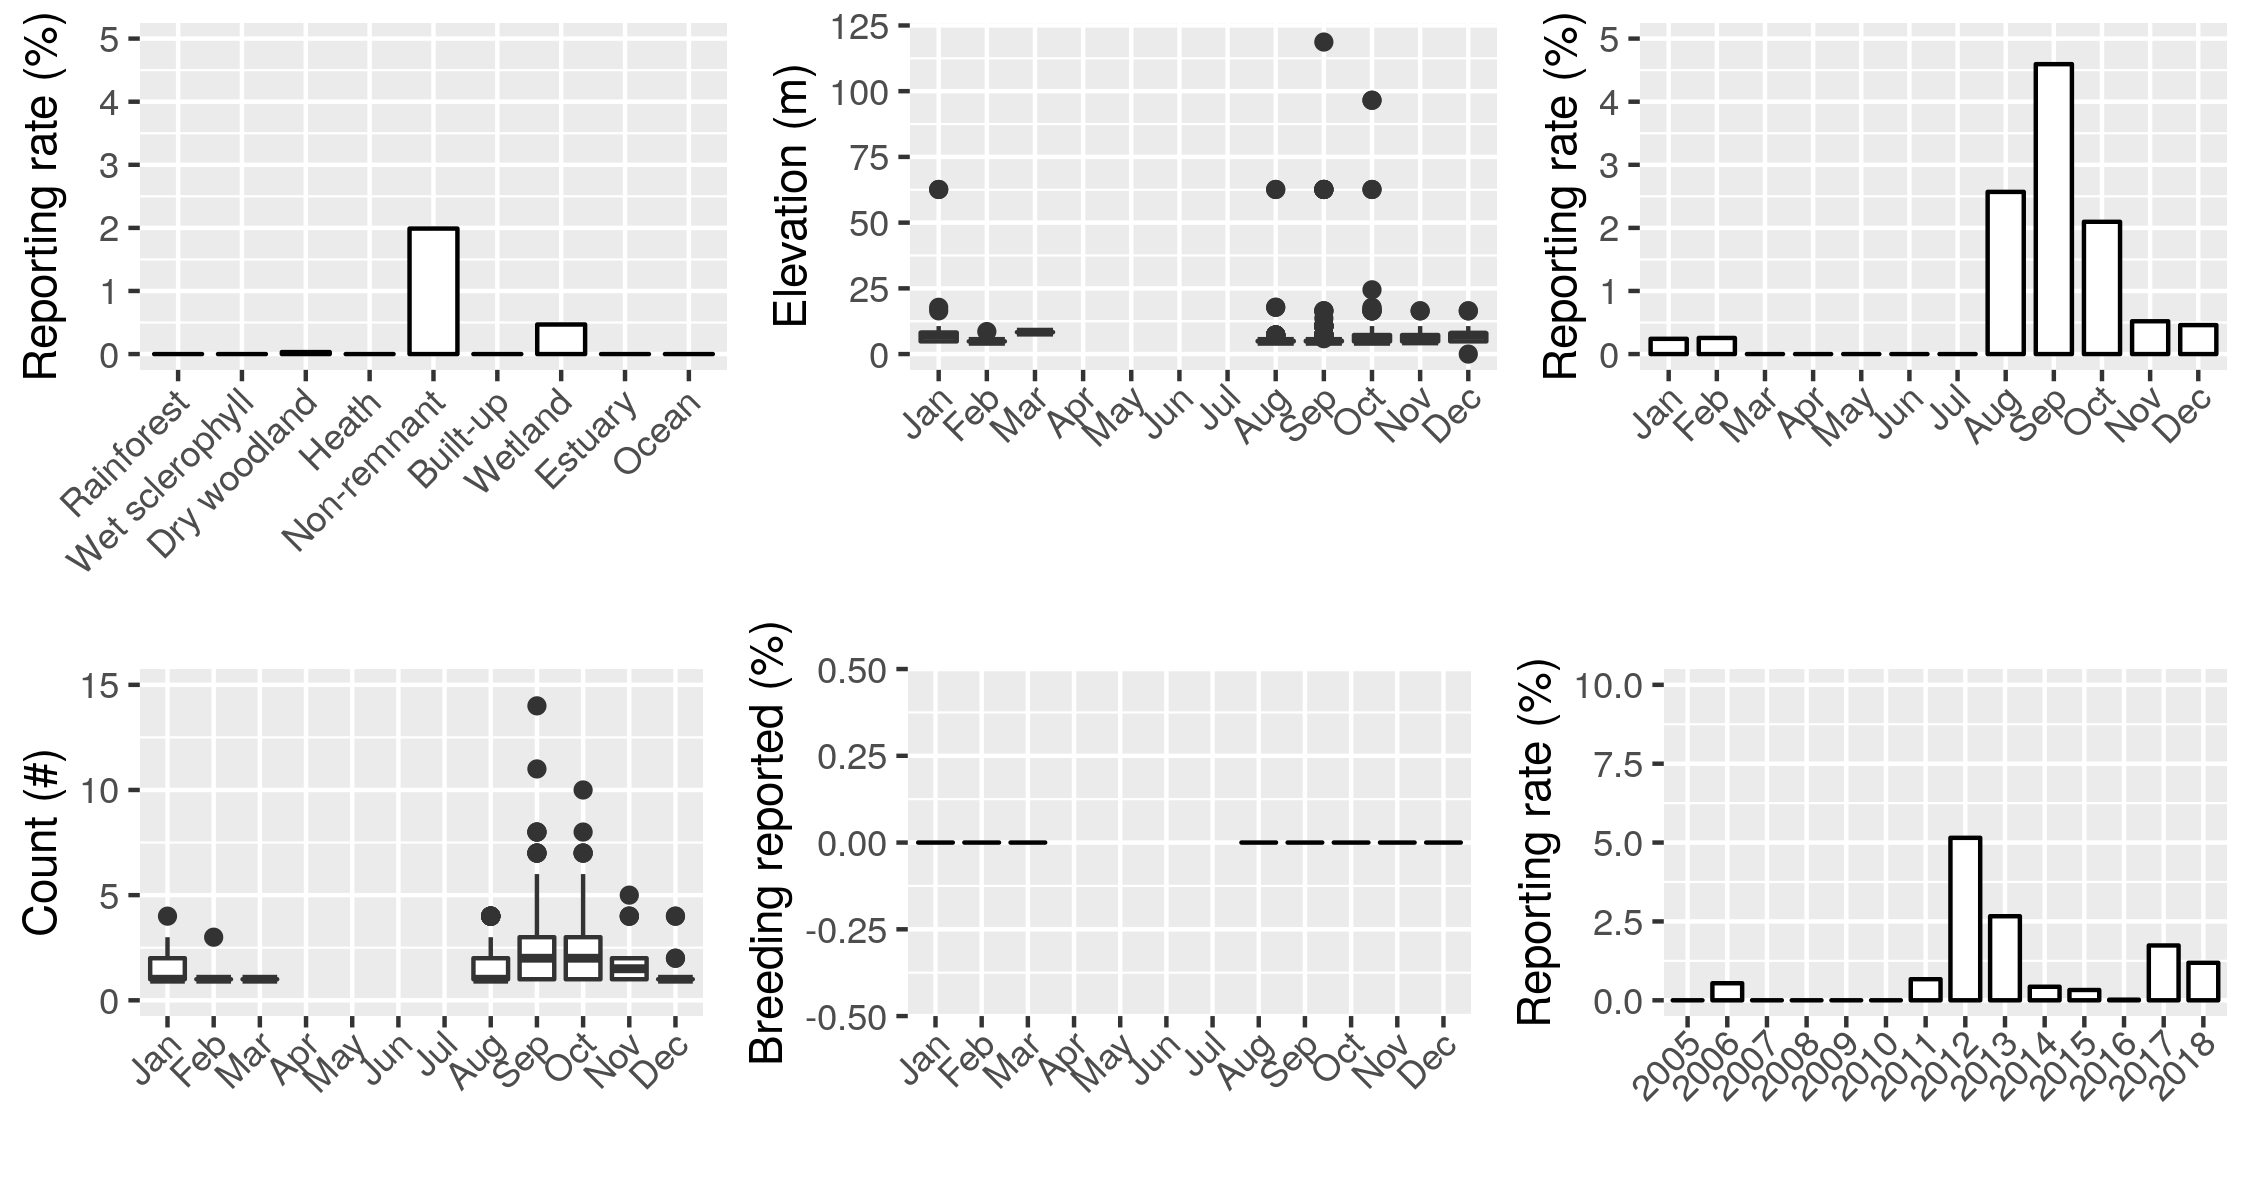 Reporting rate (%)
5
4
3
2
1
0
Rainforest
Wet sclerophyll
Dry woodland
Heath
Non-remnant
Built-up
Wetland
Estuary
Ocean
Elevation (m)
125
100
75
50
25
0
Jan
Feb
Mar
Apr
May
Jun
Jul
Aug
Sep
Oct
Nov
Dec
Reporting rate (%)
5
4
3
2
1
0
Jan
Feb
Mar
Apr
May
Jun
Jul
Aug
Sep
Oct
Nov
Dec
Count (#)
15
10
5
0
Jan
Feb
Mar
Apr
May
Jun
Jul
Aug
Sep
Oct
Nov
Dec
Breeding reported (%)
0.50
0.25
0.00
-0.25
-0.50
Jan
Feb
Mar
Apr
May
Jun
Jul
Aug
Sep
Oct
Nov
Dec
Reporting rate (%)
10.0
7.5
5.0
2.5
0.0
2005
2006
2007
2008
2009
2010
2011
2012
2013
2014
2015
2016
2017
2018